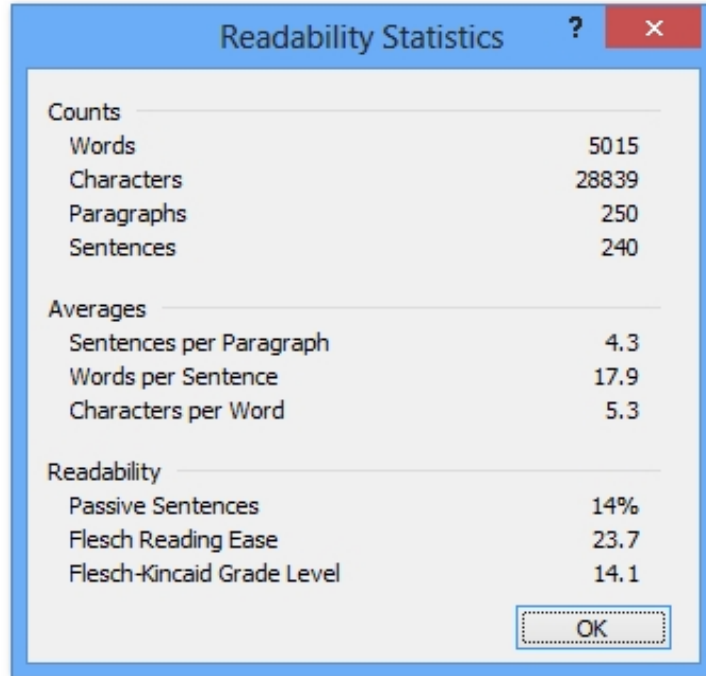 Readability Statistics ? ×
Counts
Words 5015
Characters 28839
Paragraphs 250
Sentences 240
Averages
Sentences per Paragraph 4.3
Words per Sentence 17.9
Characters per Word 5.3
Readability
Passive Sentences 14%
Flesch Reading Ease 23.7
Flesch-Kincaid Grade Level 14.1
OK